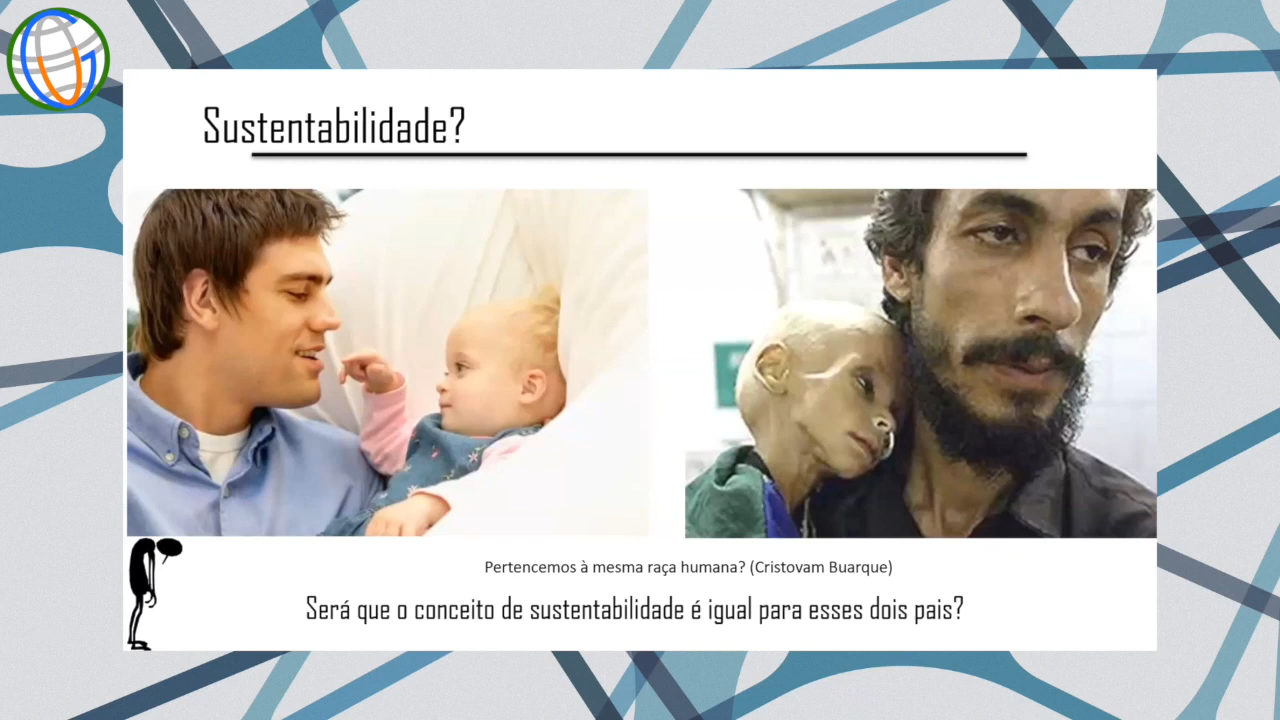 Sustentabilidade?
Pertencemos à mesma raça humana? (Cristovam Buarque)
Será que o conceito de sustentabilidade é igual para esses dois pais?